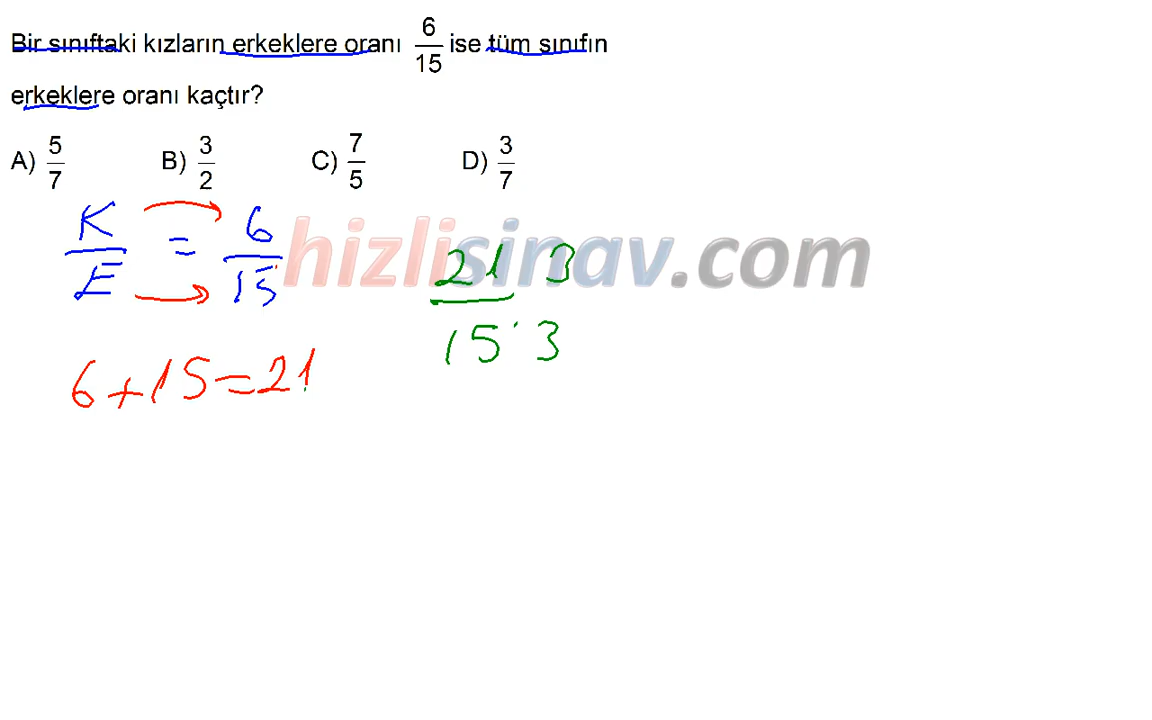 Bir sınıftaki kızların erkeklere oranı 6/15 ise tüm sınıfın
erkeklere oranı kaçtır?
A) 5/7 B) 3/2 C) 7/5 D) 3/7
K/E = 6/15
hizlisinav.com
21 3
15 3
6+15=21